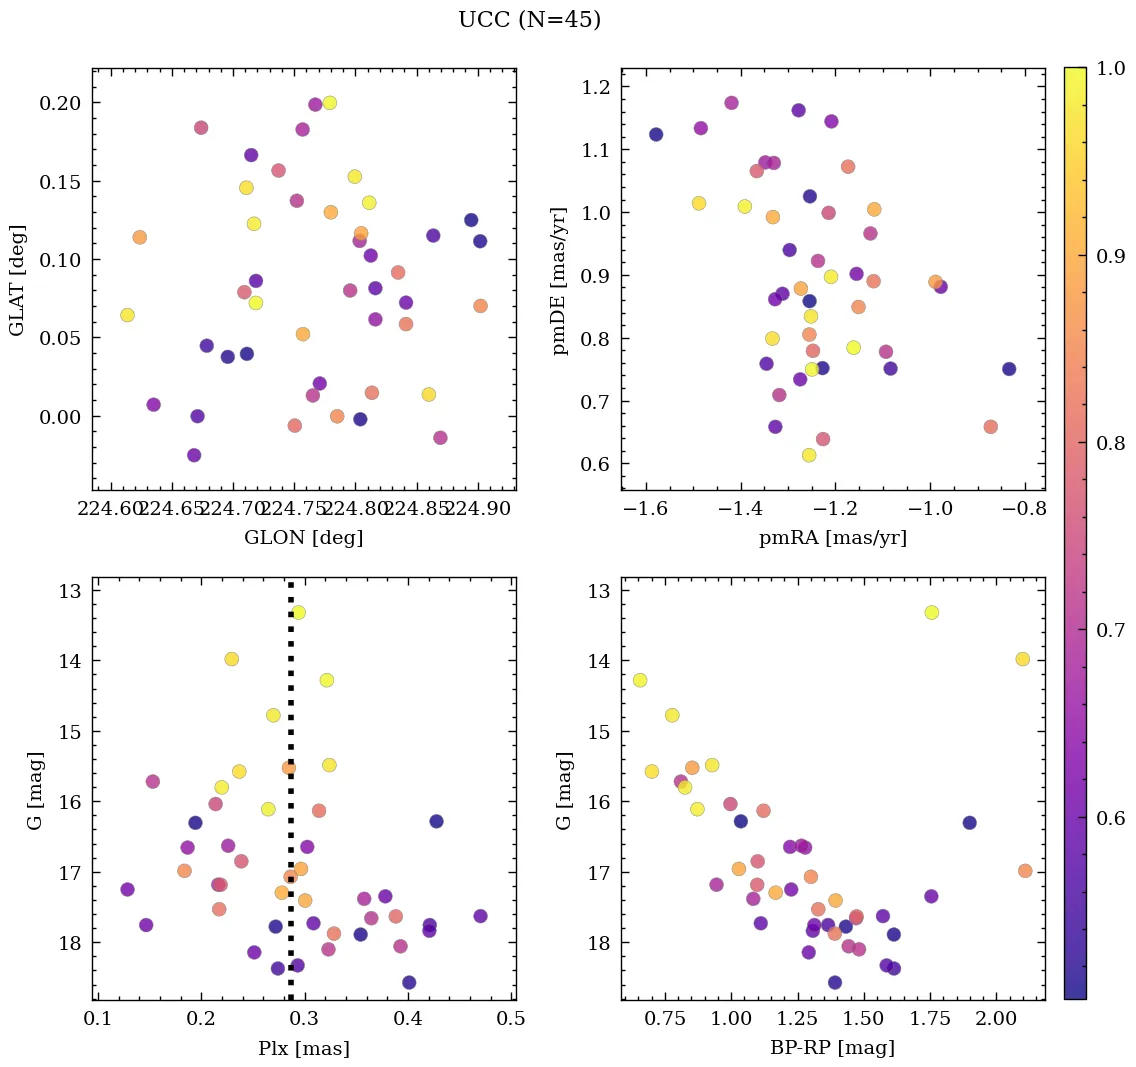 UCC (N=45)
0.20
0.15
0.10
0.05
0.00
GLAT [deg]
224.60 224.65 224.70 224.75 224.80 224.85 224.90
GLON [deg]
1.2
1.1
1.0
0.9
0.8
0.7
0.6
pmDE [mas/yr]
−1.6 −1.4 −1.2 −1.0 −0.8
pmRA [mas/yr]
1.0
0.9
0.8
0.7
0.6
13
14
15
16
17
18
G [mag]
0.1 0.2 0.3 0.4 0.5
Plx [mas]
13
14
15
16
17
18
G [mag]
0.75 1.00 1.25 1.50 1.75 2.00
BP-RP [mag]